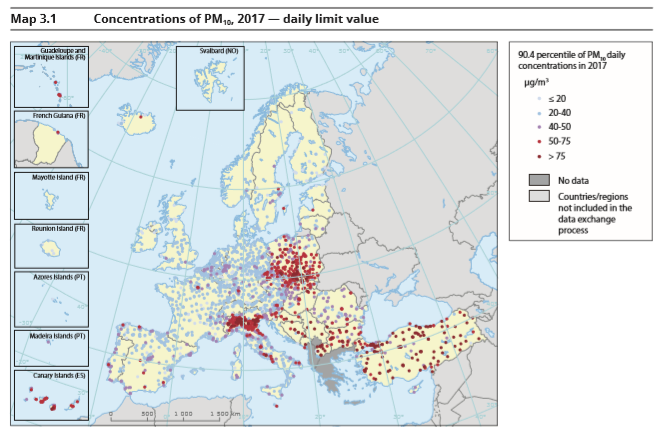 Map 3.1 Concentrations of PM₁₀, 2017 — daily limit value
Guadeloupe and
Martinique Islands (FR)
Svalbard (NO)
French Guiana (FR)
Mayotte Island (FR)
Reunion Island (FR)
Azores Islands (PT)
Madeira Islands (PT)
Canary Islands (ES)
0 500 1 000 1 500 km
90.4 percentile of PM₁₀ daily
concentrations in 2017
µg/m³
≤ 20
20-40
40-50
50-75
> 75
No data
Countries/regions
not included in the
data exchange
process